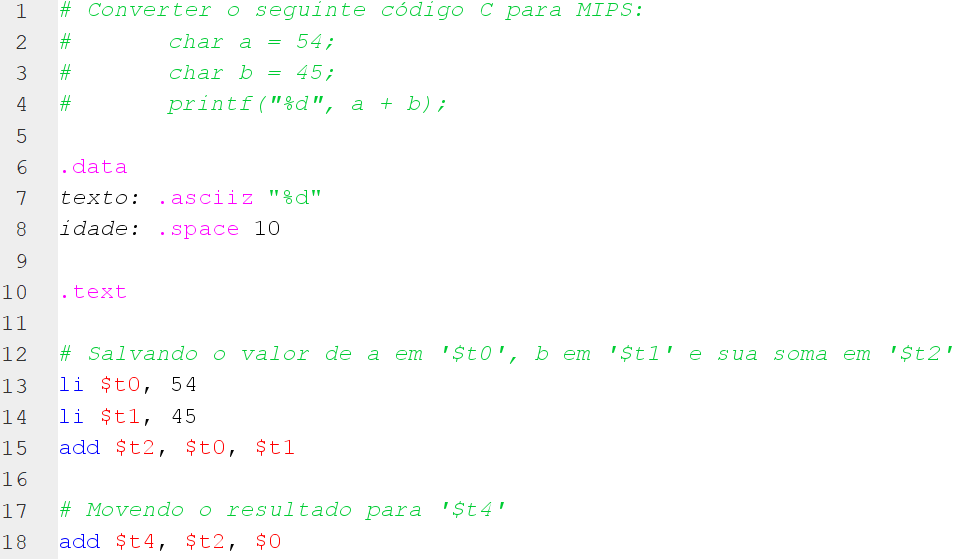 1 # Converter o seguinte código C para MIPS:
2 # char a = 54;
3 # char b = 45;
4 # printf("%d", a + b);
5
6 .data
7 texto: .asciiz "%d"
8 idade: .space 10
9
10 .text
11
12 # Salvando o valor de a em '$t0', b em '$t1' e sua soma em '$t2'
13 li $t0, 54
14 li $t1, 45
15 add $t2, $t0, $t1
16
17 # Movendo o resultado para '$t4'
18 add $t4, $t2, $0